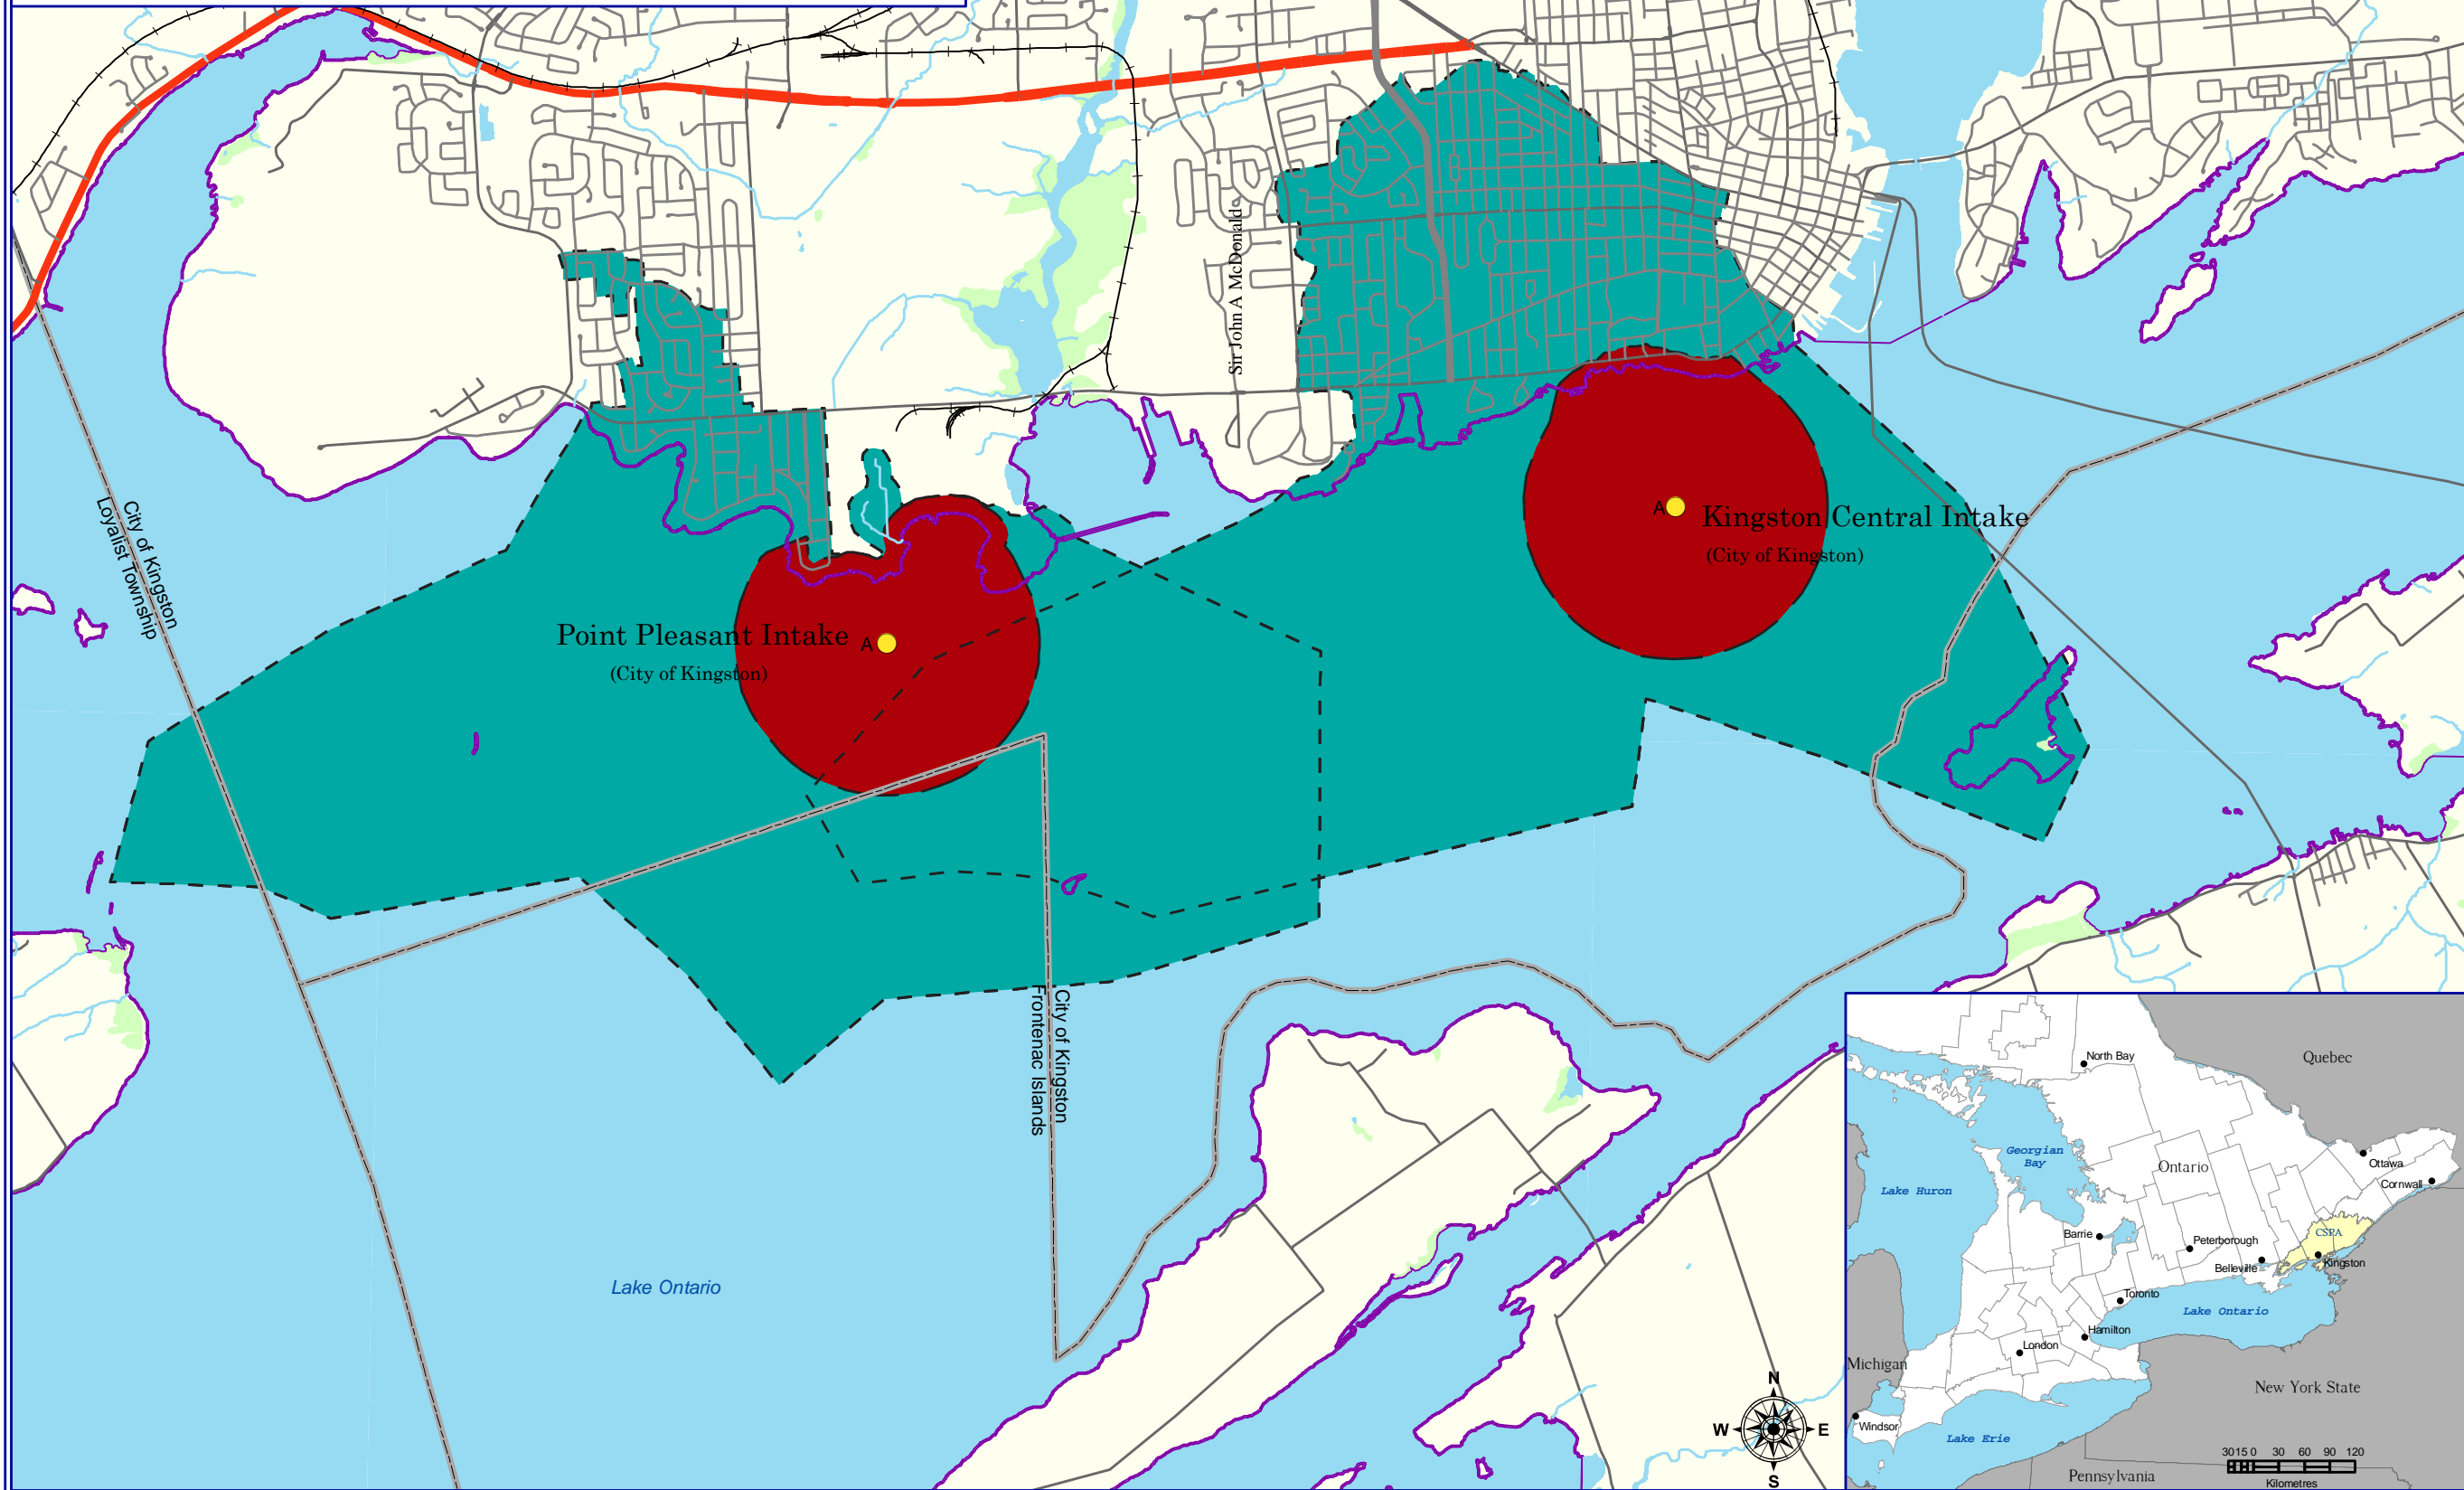 Sir John A McDonald
City of Kingston
Loyalist Township
A
Kingston Central Intake
(City of Kingston)
Point Pleasant Intake
A
(City of Kingston)
City of Kingston
Frontenac Islands
Lake Ontario
N
W
E
S
North Bay
Quebec
Georgian
Bay
Ontario
Ottawa
Lake Huron
Cornwall
Barrie
CSPA
Peterborough
Belleville
Kingston
Toronto
Lake Ontario
Hamilton
London
Michigan
New York State
Windsor
Lake Erie
Pennsylvania
30 15 0 30 60 90 120
Kilometres